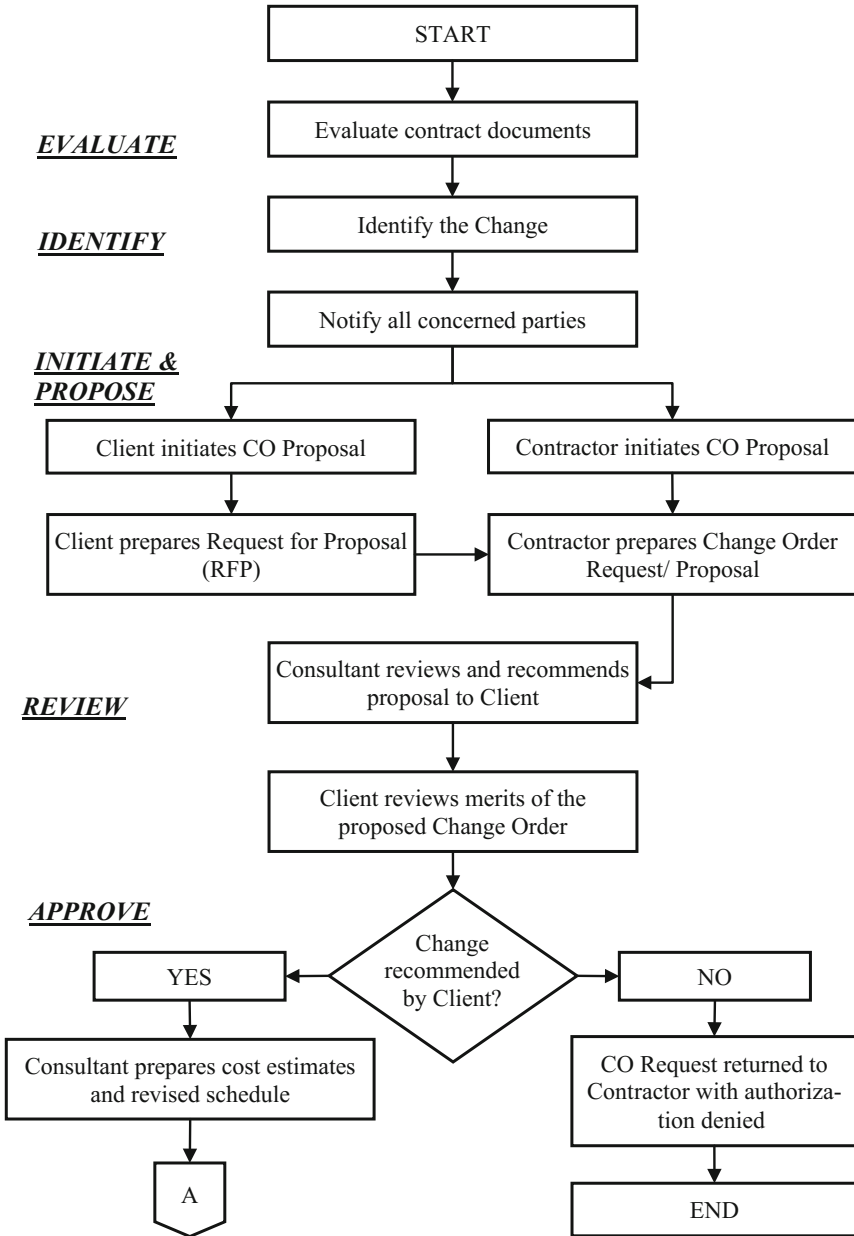 START
Evaluate contract documents
EVALUATE
Identify the Change
IDENTIFY
Notify all concerned parties
INITIATE &
PROPOSE
Client initiates CO Proposal
Contractor initiates CO Proposal
Client prepares Request for Proposal
(RFP)
Contractor prepares Change Order
Request/ Proposal
Consultant reviews and recommends
proposal to Client
REVIEW
Client reviews merits of the
proposed Change Order
APPROVE
Change
recommended
by Client?
YES
NO
Consultant prepares cost estimates
and revised schedule
CO Request returned to
Contractor with authoriza-
tion denied
A
END